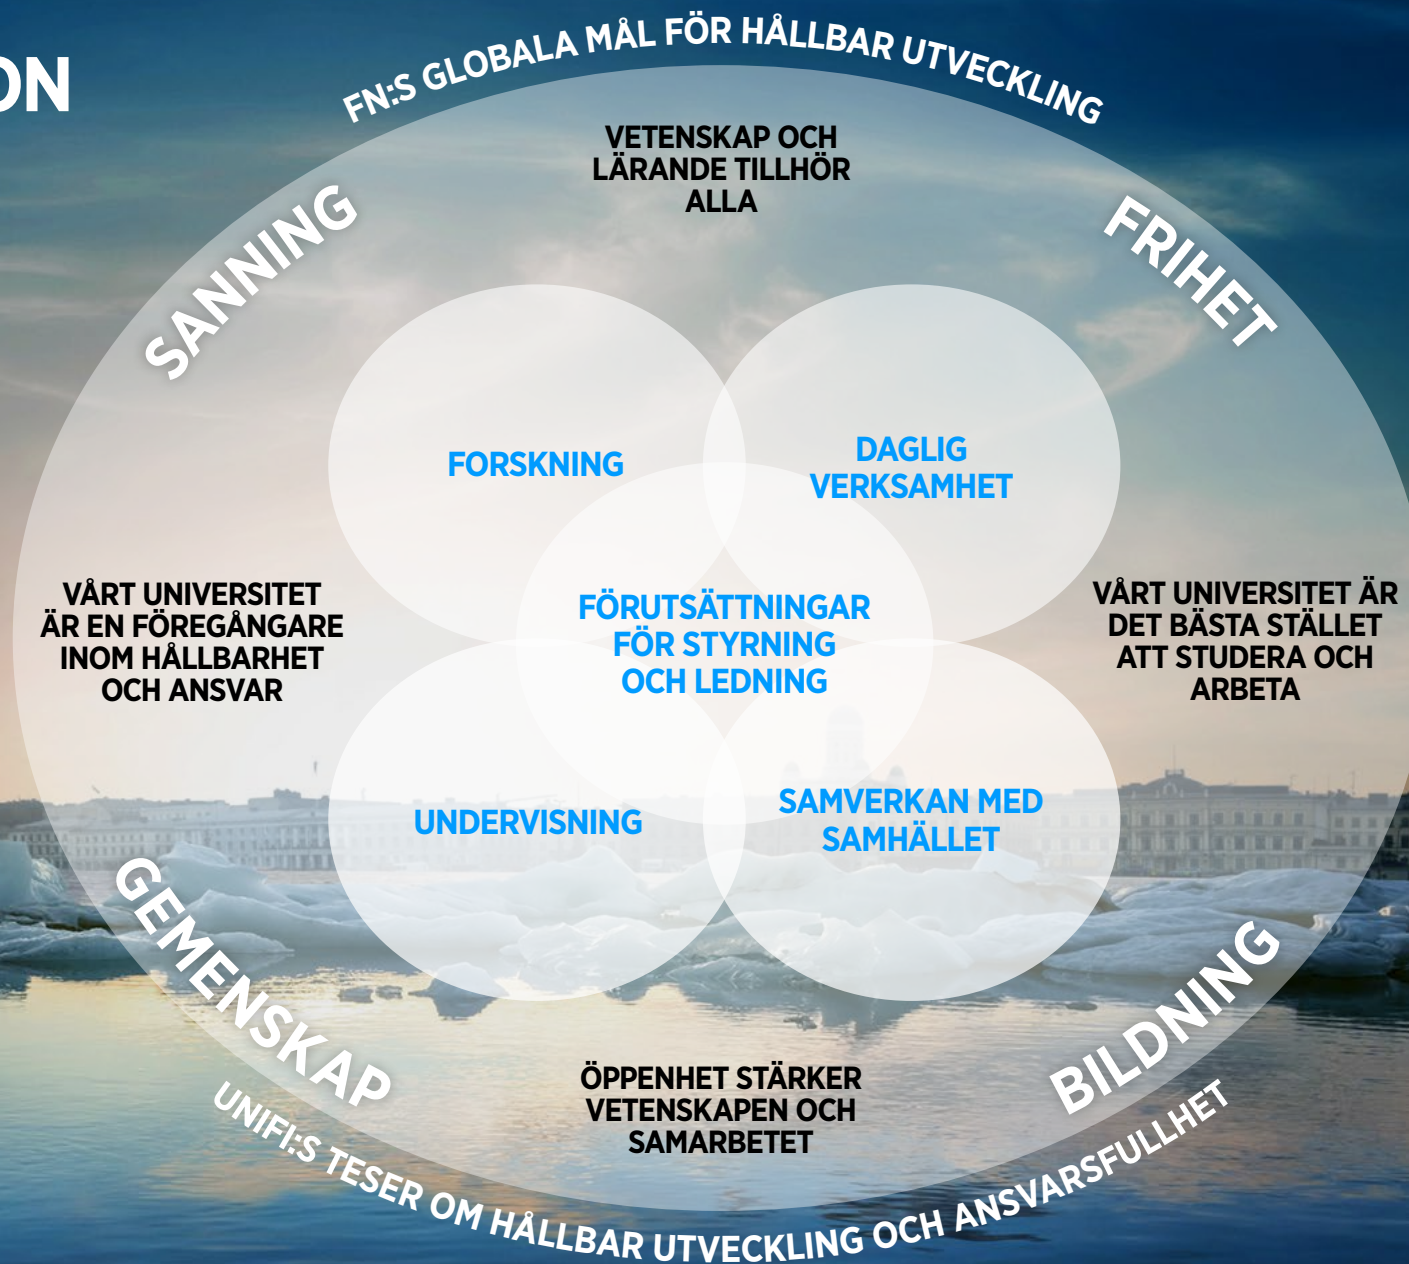 FN:S GLOBALA MÅL FÖR HÅLLBAR UTVECKLING
VETENSKAP OCH
LÄRANDE TILLHÖR
ALLA
SANNING
FRIHET
FORSKNING
DAGLIG
VERKSAMHET
VÅRT UNIVERSITET
ÄR EN FÖREGÅNGARE
INOM HÅLLBARHET
OCH ANSVAR
FÖRUTSÄTTNINGAR
FÖR STYRNING
OCH LEDNING
VÅRT UNIVERSITET ÄR
DET BÄSTA STÄLLET
ATT STUDERA OCH
ARBETA
UNDERVISNING
SAMVERKAN MED
SAMHÄLLET
GEMENSKAP
BILDNING
ÖPPENHET STÄRKER
VETENSKAPEN OCH
SAMARBETET
UNIFI:S TESER OM HÅLLBAR UTVECKLING OCH ANSVARSFULLHET